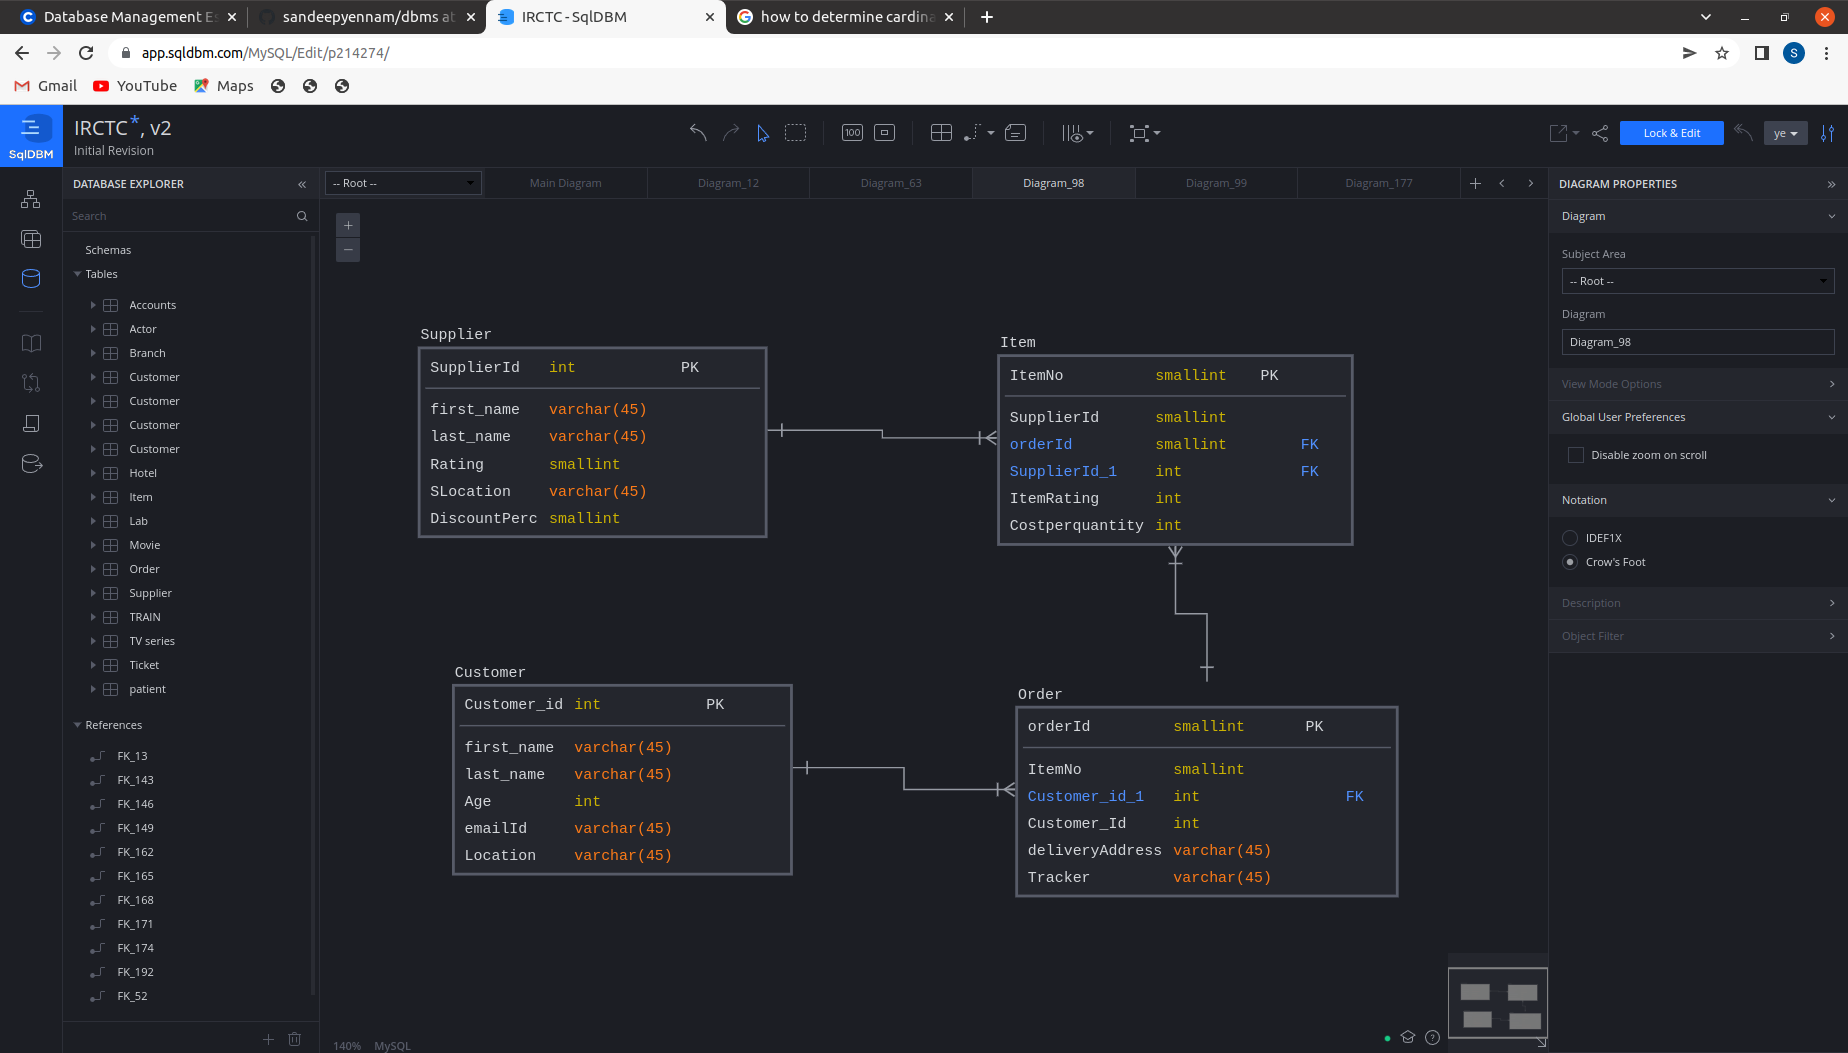 Database Management Es
sandeepyennam/dbms at
IRCTC - SqlDBM
how to determine cardina
app.sqldbm.com/MySQL/Edit/p214274/
S
Gmail
YouTube
Maps
SqlDBM
IRCTC*, v2
Initial Revision
100
Lock & Edit
ye
DATABASE EXPLORER
-- Root --
Main Diagram
Diagram_12
Diagram_63
Diagram_98
Diagram_99
Diagram_177
DIAGRAM PROPERTIES
Search
Schemas
Tables
Accounts
Actor
Branch
Customer
Customer
Customer
Customer
Hotel
Item
Lab
Movie
Order
Supplier
TRAIN
TV series
Ticket
patient
References
FK_13
FK_143
FK_146
FK_149
FK_162
FK_165
FK_168
FK_171
FK_174
FK_192
FK_52
Supplier
SupplierId int PK
first_name varchar(45)
last_name varchar(45)
Rating smallint
SLocation varchar(45)
DiscountPerc smallint
Item
ItemNo smallint PK
SupplierId smallint
orderId smallint FK
SupplierId_1 int FK
ItemRating int
Costperquantity int
Customer
Customer_id int PK
first_name varchar(45)
last_name varchar(45)
Age int
emailId varchar(45)
Location varchar(45)
Order
orderId smallint PK
ItemNo smallint
Customer_id_1 int FK
Customer_Id int
deliveryAddress varchar(45)
Tracker varchar(45)
140% MySQL
?
Diagram
Subject Area
-- Root --
Diagram
Diagram_98
View Mode Options
Global User Preferences
Disable zoom on scroll
Notation
IDEF1X
Crow's Foot
Description
Object Filter